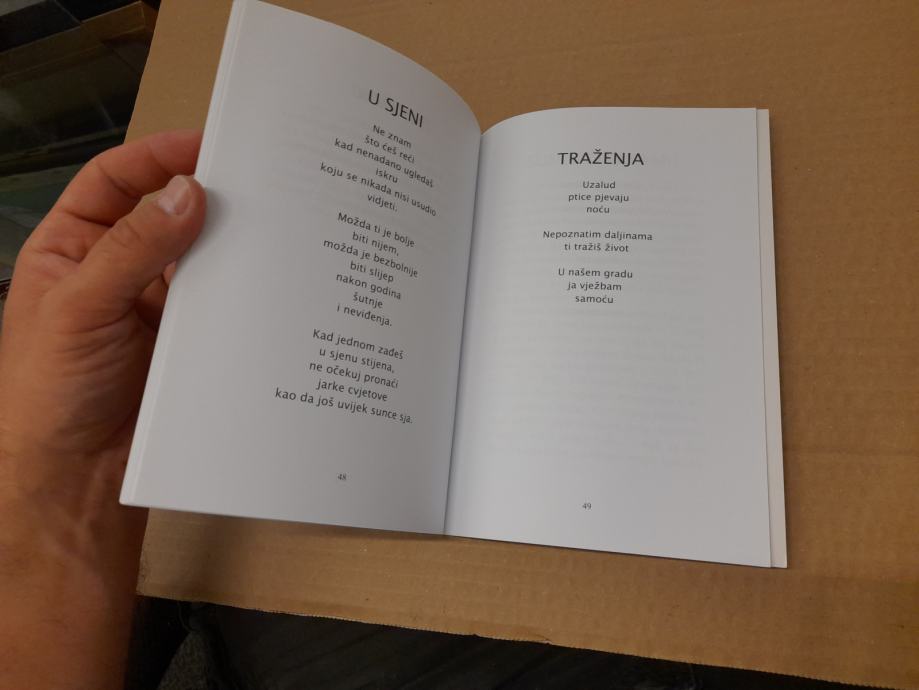 U SJENI
Ne znam
što ćeš reći
kad nenadano ugledaš
iskru
koju se nikada nisi usudio
vidjeti.
Možda ti je bolje
biti nijem,
možda je bezbolnije
biti slijep
nakon godina
šutnje
i neviđenja.
Kad jednom zađeš
u sjenu stijena,
ne očekuj pronaći
jarke cvjetove
kao da još uvijek sunce sja.
48
TRAŽENJA
Uzalud
ptice pjevaju
noću
Nepoznatim daljinama
ti tražiš život
U našem gradu
ja vježbam
samoću
49